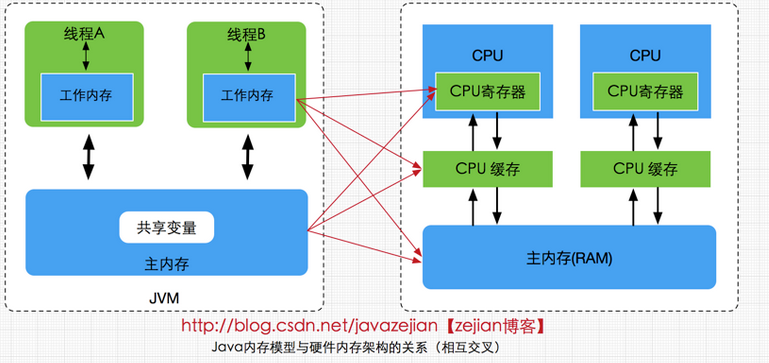 线程A
工作内存
线程B
工作内存
共享变量
主内存
JVM
CPU
CPU寄存器
CPU 缓存
CPU
CPU寄存器
CPU 缓存
主内存(RAM)
http://blog.csdn.net/javazejian【zejian博客】
Java内存模型与硬件内存架构的关系（相互交叉）